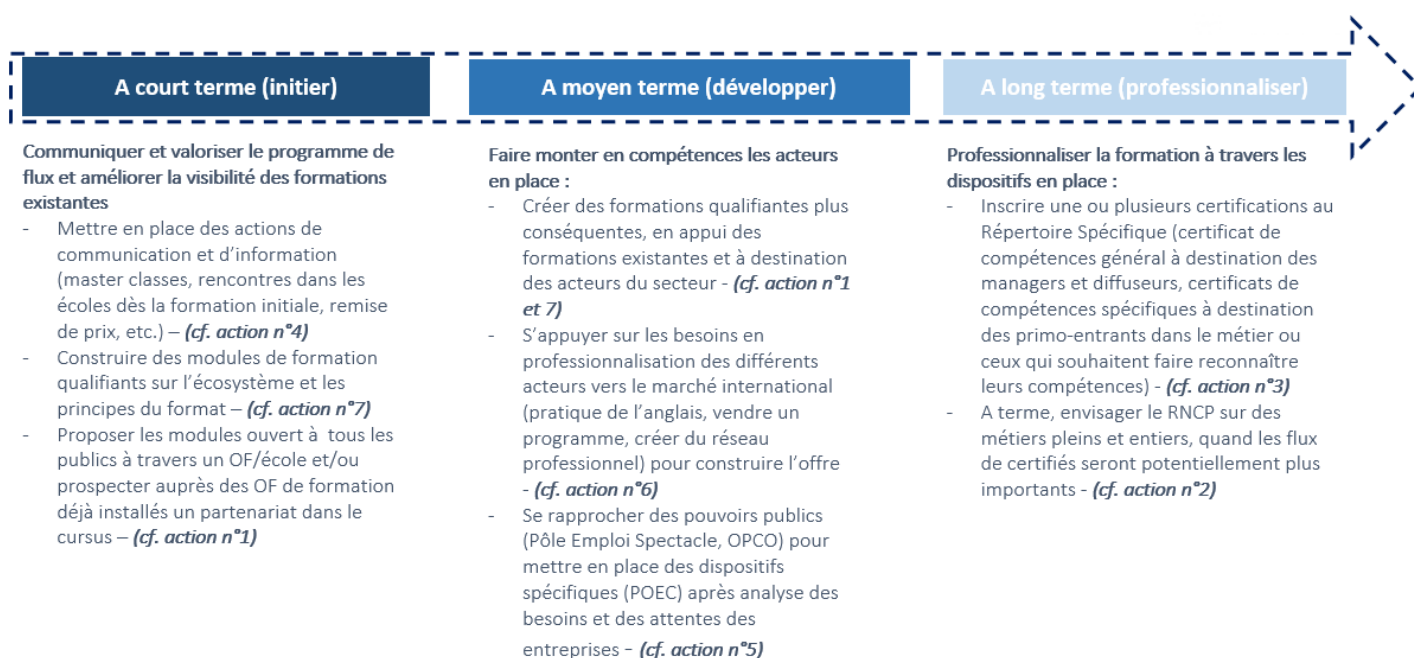 A court terme (initier)
A moyen terme (développer)
A long terme (professionnaliser)
Communiquer et valoriser le programme de
flux et améliorer la visibilité des formations
existantes
- Mettre en place des actions de
communication et d'information
(master classes, rencontres dans les
écoles dès la formation initiale, remise
de prix, etc.) – (cf. action n°4)
- Construire des modules de formation
qualifiants sur l'écosystème et les
principes du format – (cf. action n°7)
- Proposer les modules ouvert à  tous les
publics à travers un OF/école et/ou
prospecter auprès des OF de formation
déjà installés un partenariat dans le
cursus – (cf. action n°1)
Faire monter en compétences les acteurs
en place :
- Créer des formations qualifiantes plus
conséquentes, en appui des
formations existantes et à destination
des acteurs du secteur - (cf. action n°1
et 7)
- S'appuyer sur les besoins en
professionnalisation des différents
acteurs vers le marché international
(pratique de l'anglais, vendre un
programme, créer du réseau
professionnel) pour construire l'offre
- (cf. action n°6)
- Se rapprocher des pouvoirs publics
(Pôle Emploi Spectacle, OPCO) pour
mettre en place des dispositifs
spécifiques (POEC) après analyse des
besoins et des attentes des
entreprises - (cf. action n°5)
Professionnaliser la formation à travers les
dispositifs en place :
- Inscrire une ou plusieurs certifications au
Répertoire Spécifique (certificat de
compétences général à destination des
managers et diffuseurs, certificats de
compétences spécifiques à destination
des primo-entrants dans le métier ou
ceux qui souhaitent faire reconnaître
leurs compétences) - (cf. action n°3)
- A terme, envisager le RNCP sur des
métiers pleins et entiers, quand les flux
de certifiés seront potentiellement plus
importants - (cf. action n°2)